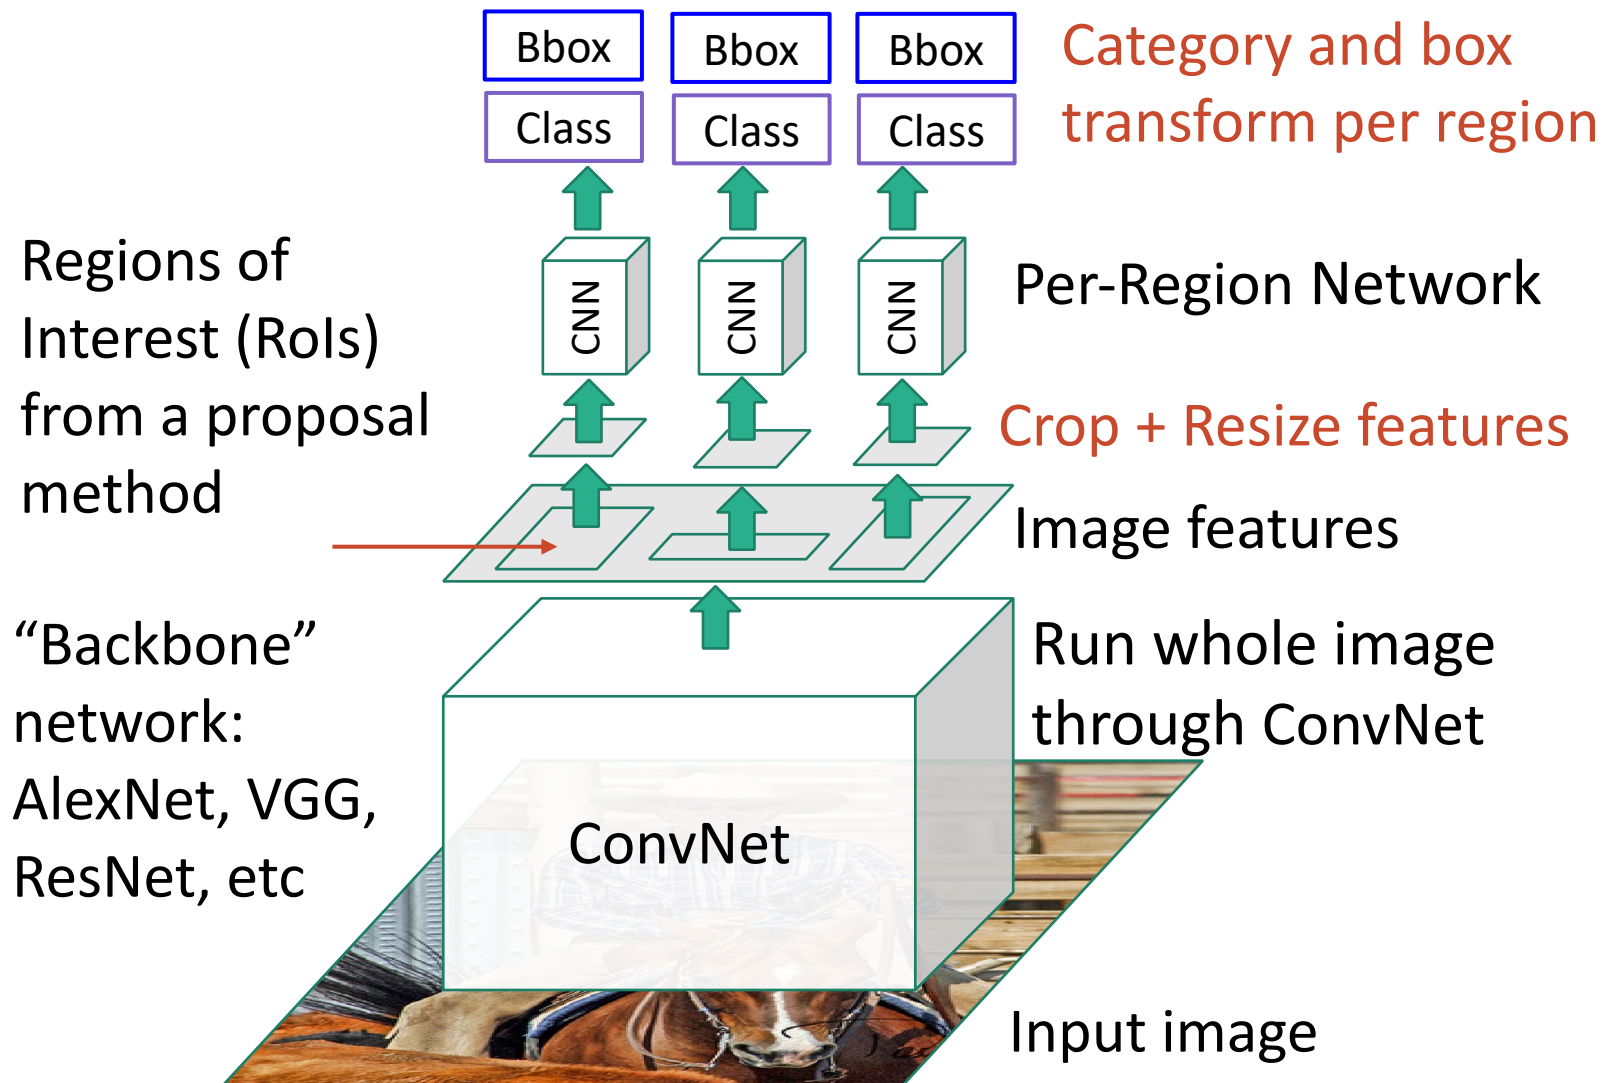 Bbox
Bbox
Bbox
Class
Class
Class
Category and box
transform per region
Regions of
Interest (RoIs)
from a proposal
method
CNN
CNN
CNN
Per-Region Network
Crop + Resize features
Image features
“Backbone”
network:
AlexNet, VGG,
ResNet, etc
Run whole image
through ConvNet
ConvNet
Input image